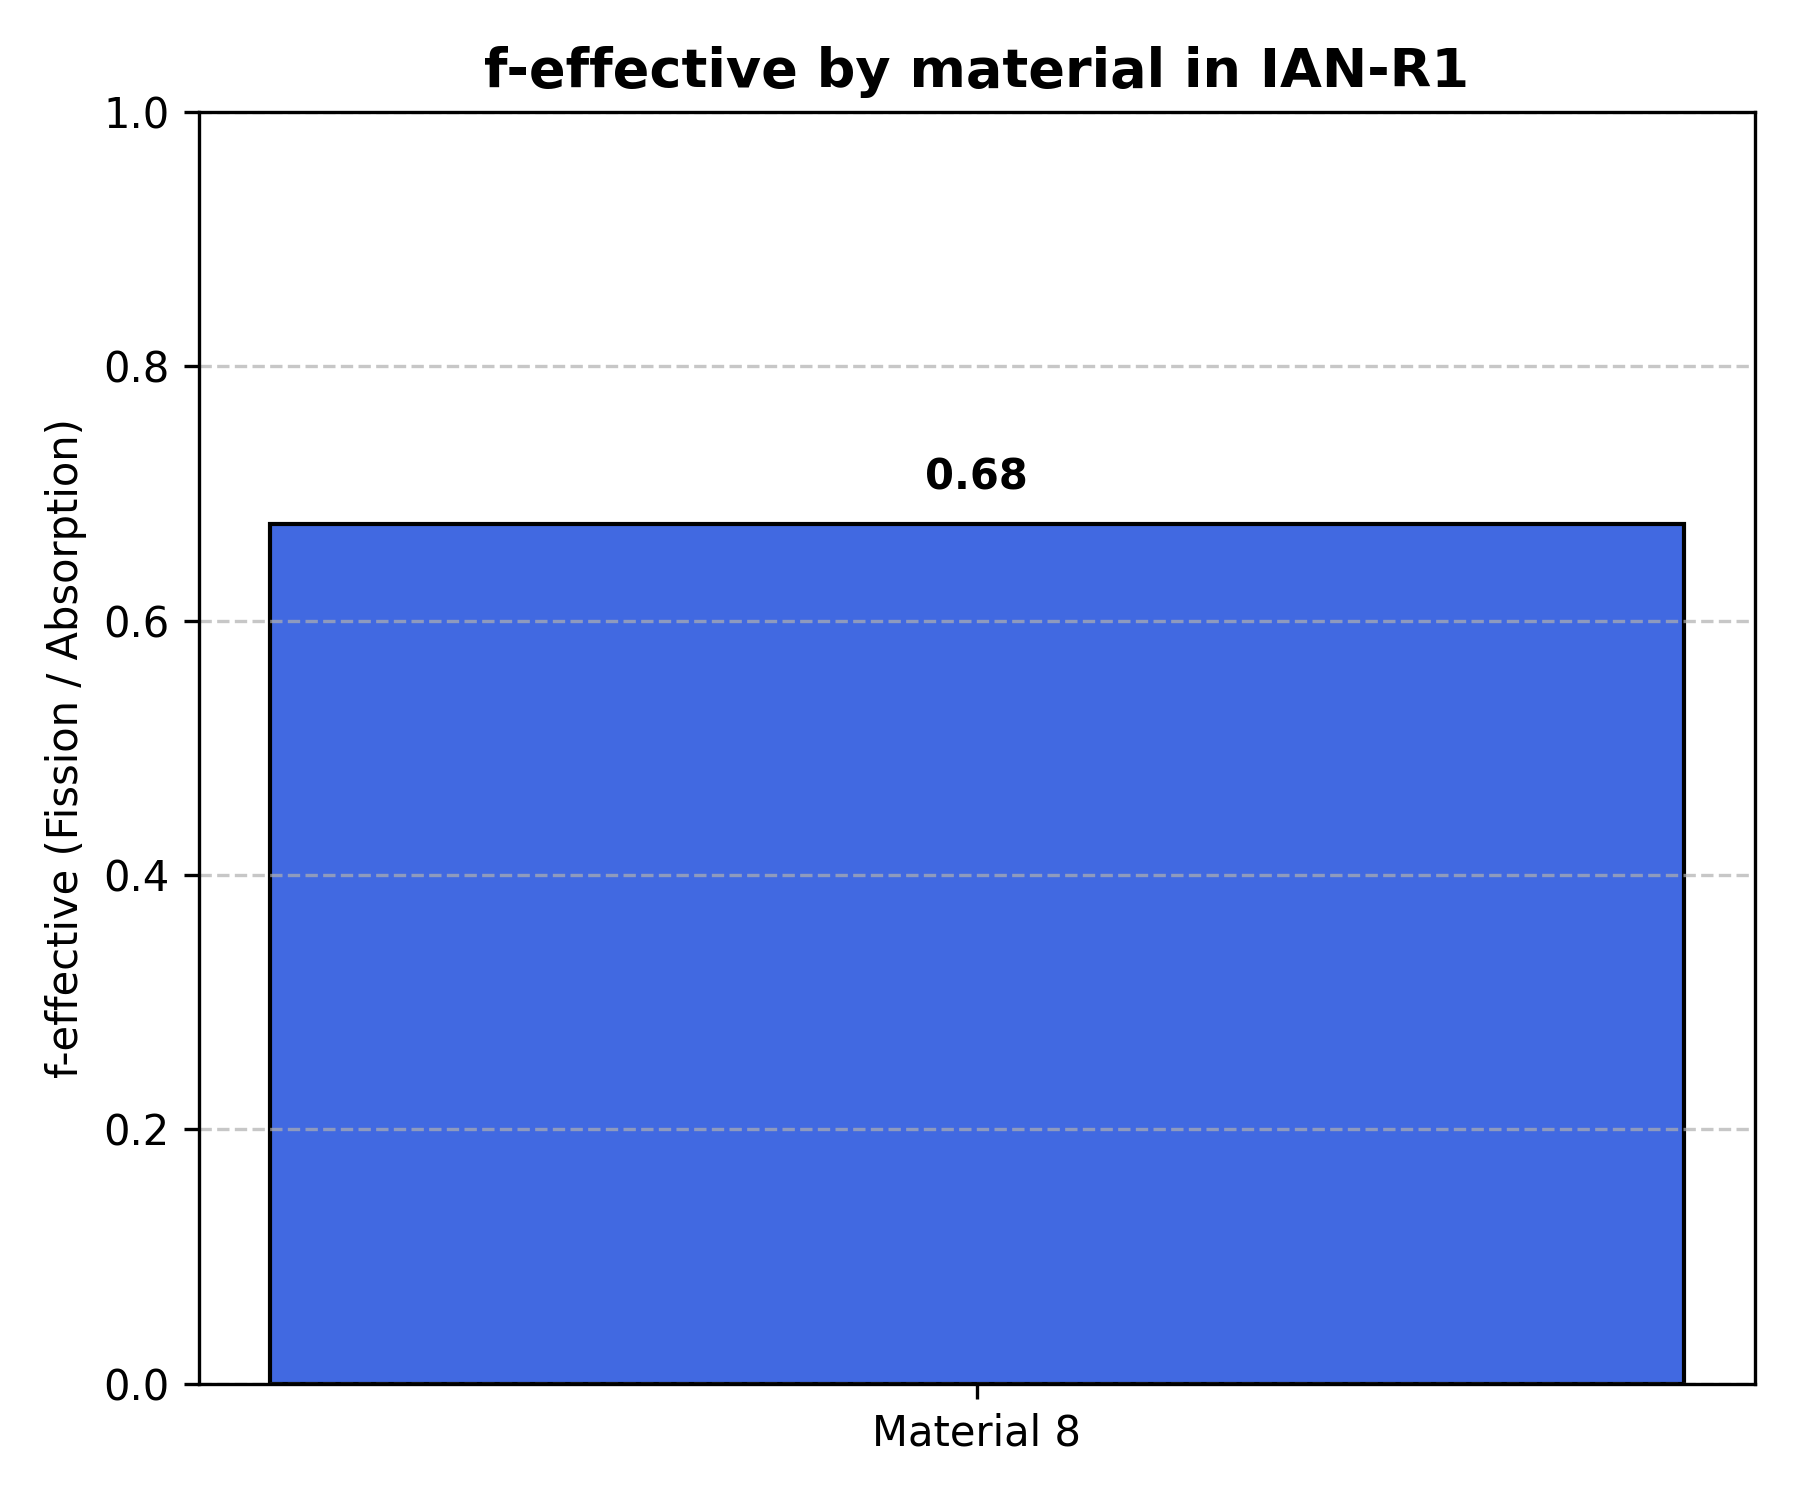 f-effective by material in IAN-R1
f-effective (Fission / Absorption)
1.0
0.8
0.6
0.4
0.2
0.0
0.68
Material 8